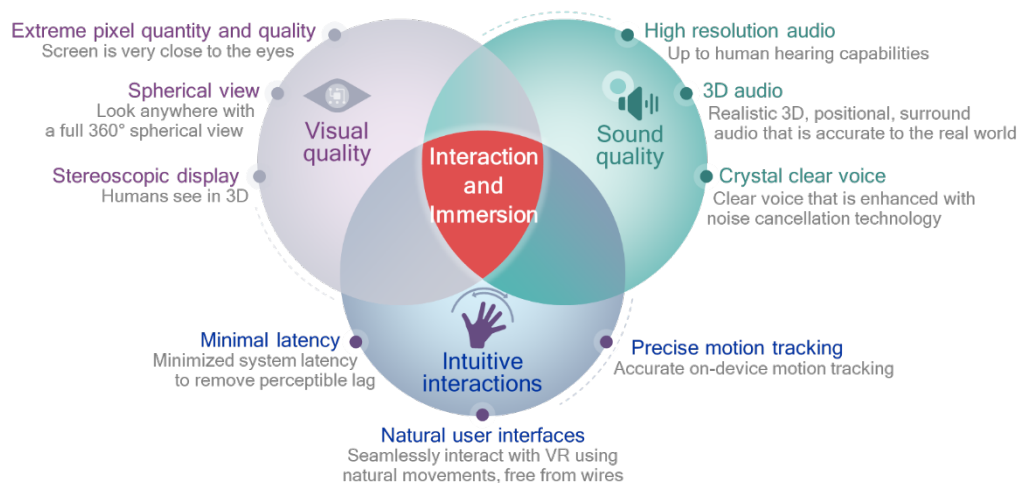 Extreme pixel quantity and quality
Screen is very close to the eyes
Spherical view
Look anywhere with
a full 360° spherical view
Stereoscopic display
Humans see in 3D
Visual
quality
Interaction
and
Immersion
Sound
quality
High resolution audio
Up to human hearing capabilities
3D audio
Realistic 3D, positional, surround
audio that is accurate to the real world
Crystal clear voice
Clear voice that is enhanced with
noise cancellation technology
Minimal latency
Minimized system latency
to remove perceptible lag
Intuitive
interactions
Precise motion tracking
Accurate on-device motion tracking
Natural user interfaces
Seamlessly interact with VR using
natural movements, free from wires